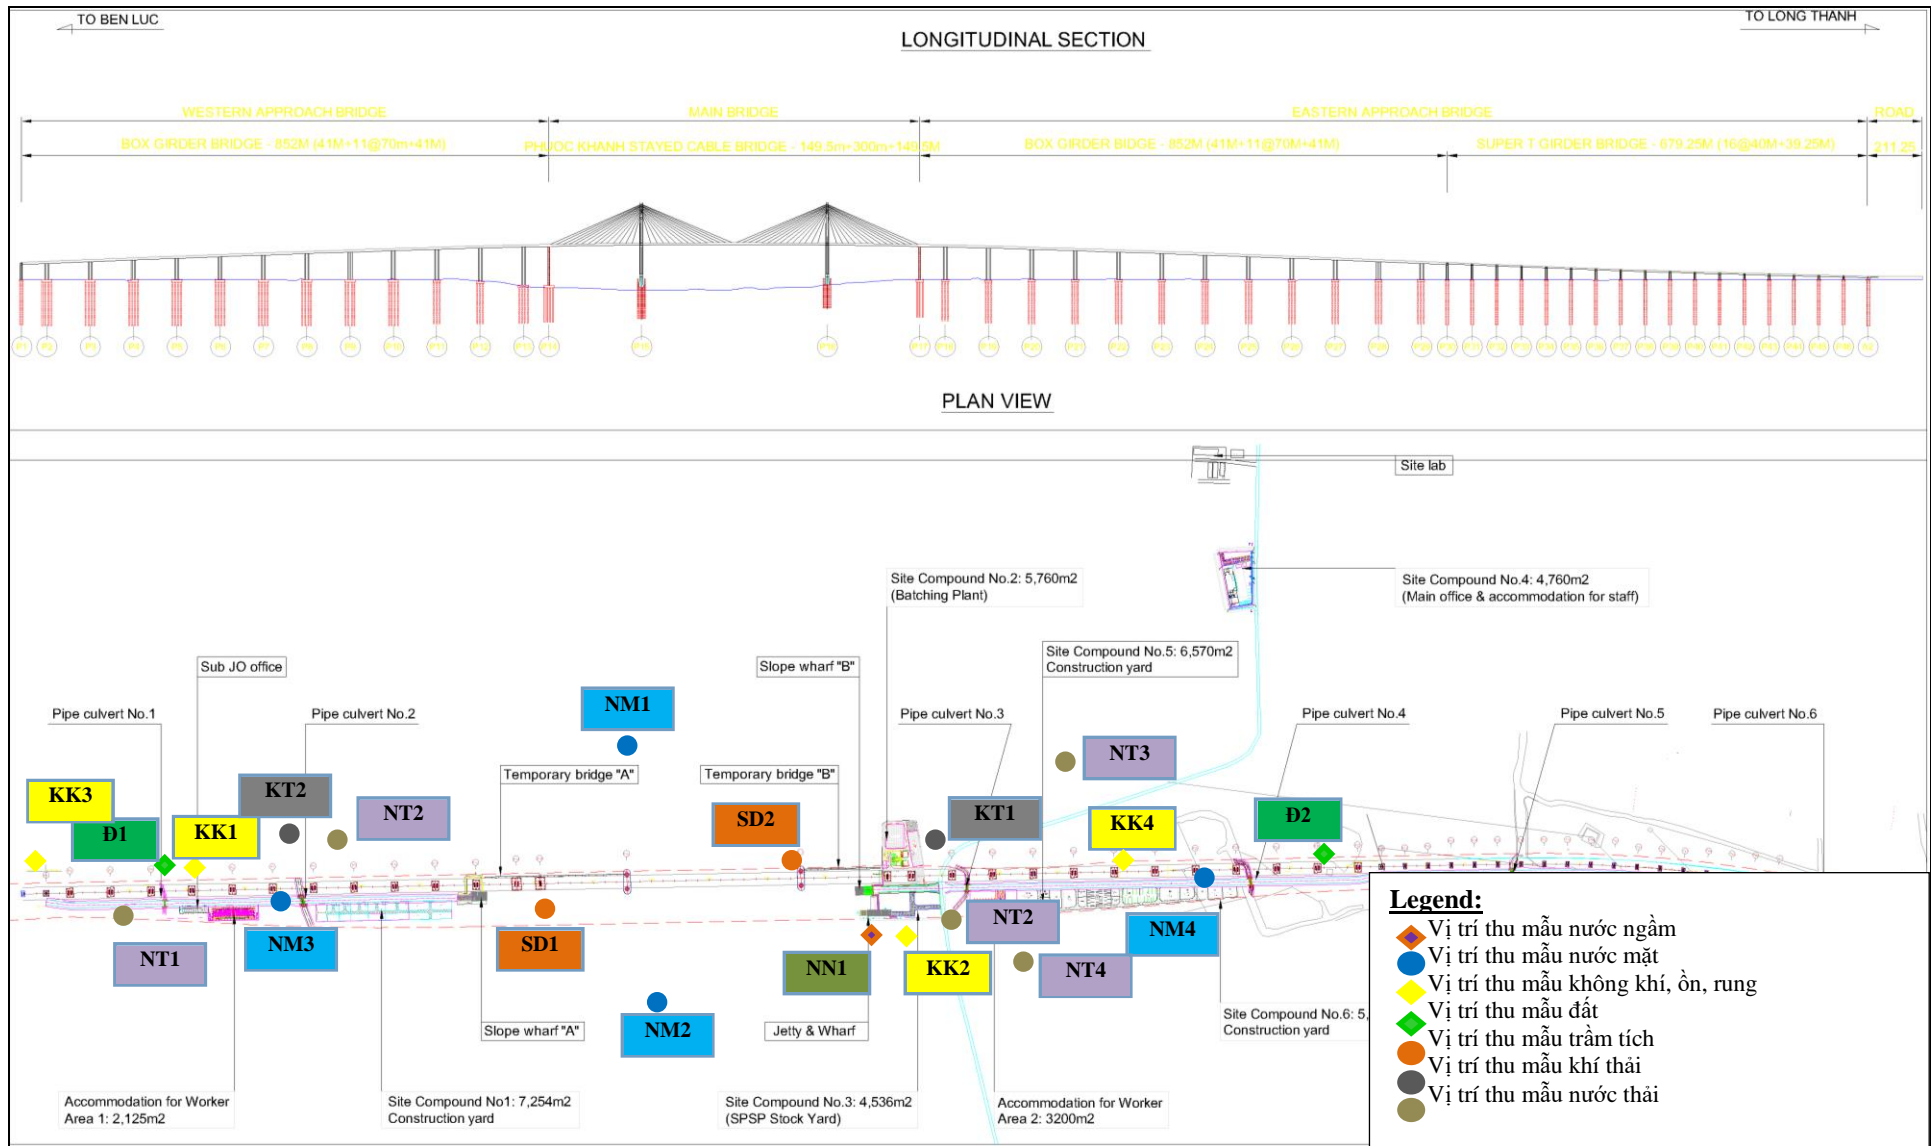 TO BEN LUC
TO LONG THANH
LONGITUDINAL SECTION
WESTERN APPROACH BRIDGE
MAIN BRIDGE
EASTERN APPROACH BRIDGE
ROAD
BOX GIRDER BRIDGE - 852M (41M+11@70m+41M)
PHUOC KHANH STAYED CABLE BRIDGE - 149.5m+300m+149.5M
BOX GIRDER BIDGE - 852M (41M+11@70M+41M)
SUPER T GIRDER BRIDGE - 679.25M (16@40M+39.25M)
211.25
PLAN VIEW
Site lab
Site Compound No.2: 5,760m2
(Batching Plant)
Site Compound No.4: 4,760m2
(Main office & accommodation for staff)
Sub JO office
Slope wharf "B"
Site Compound No.5: 6,570m2
Construction yard
NM1
Pipe culvert No.1
Pipe culvert No.2
Pipe culvert No.3
Pipe culvert No.4
Pipe culvert No.5
Pipe culvert No.6
NT3
Temporary bridge "A"
Temporary bridge "B"
KK3
KT2
NT2
SD2
KT1
KK4
Đ2
Đ1
KK1
NT1
NM3
SD1
NN1
KK2
NT2
NT4
NM4
NM2
Slope wharf "A"
Jetty & Wharf
Site Compound No.6: 5,
Construction yard
Accommodation for Worker
Area 1: 2,125m2
Site Compound No1: 7,254m2
Construction yard
Site Compound No.3: 4,536m2
(SPSP Stock Yard)
Accommodation for Worker
Area 2: 3200m2
Legend:
Vị trí thu mẫu nước ngầm
Vị trí thu mẫu nước mặt
Vị trí thu mẫu không khí, ồn, rung
Vị trí thu mẫu đất
Vị trí thu mẫu trầm tích
Vị trí thu mẫu khí thải
Vị trí thu mẫu nước thải